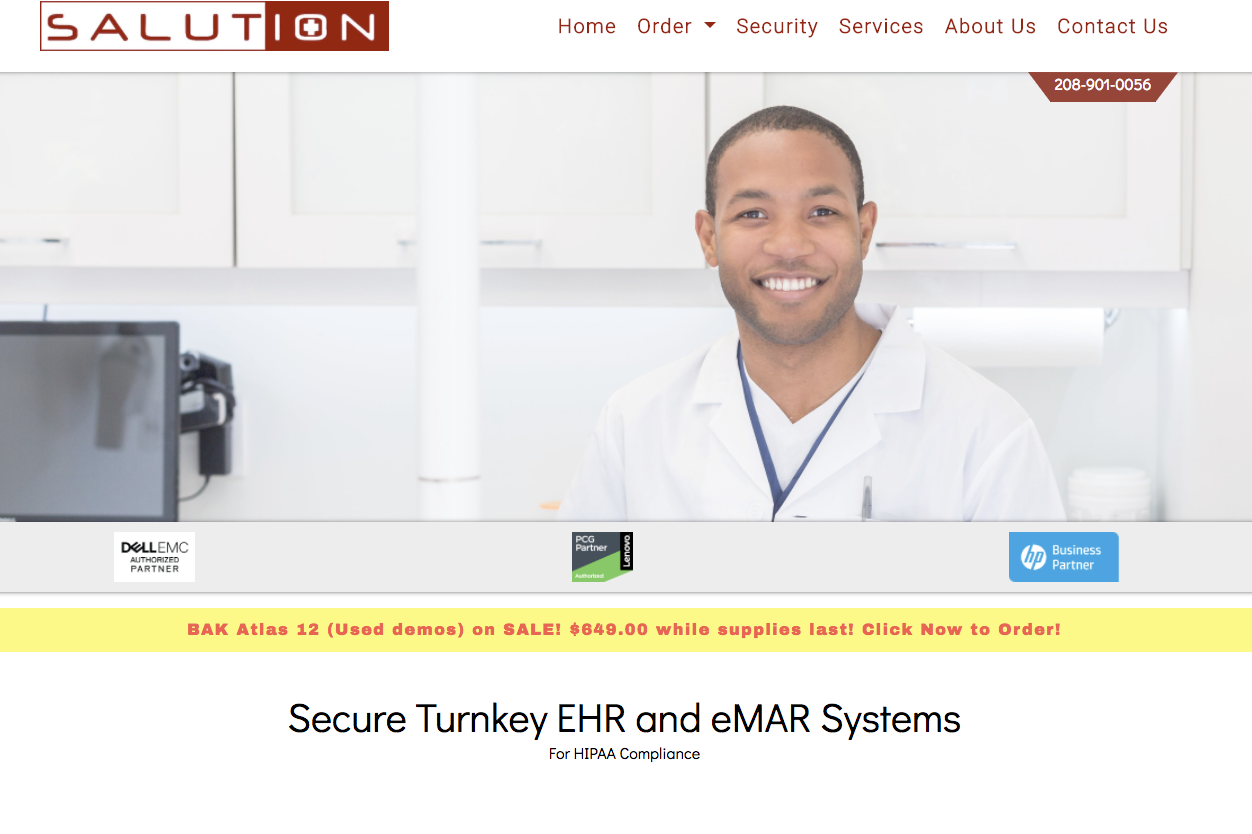 SALUTION
Home Order Security Services About Us Contact Us
208-901-0056
DELLEMC
AUTHORIZED
PARTNER
PCG
Partner
Lenovo
Authorized
hp
Business
Partner
BAK Atlas 12 (Used demos) on SALE! $649.00 while supplies last! Click Now to Order!
Secure Turnkey EHR and eMAR Systems
For HIPAA Compliance